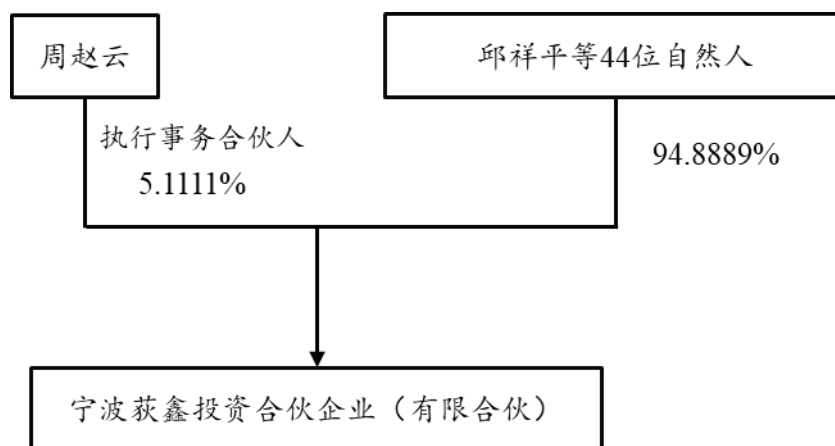 周赵云
邱祥平等44位自然人
执行事务合伙人
5.1111%
94.8889%
宁波荻鑫投资合伙企业（有限合伙）